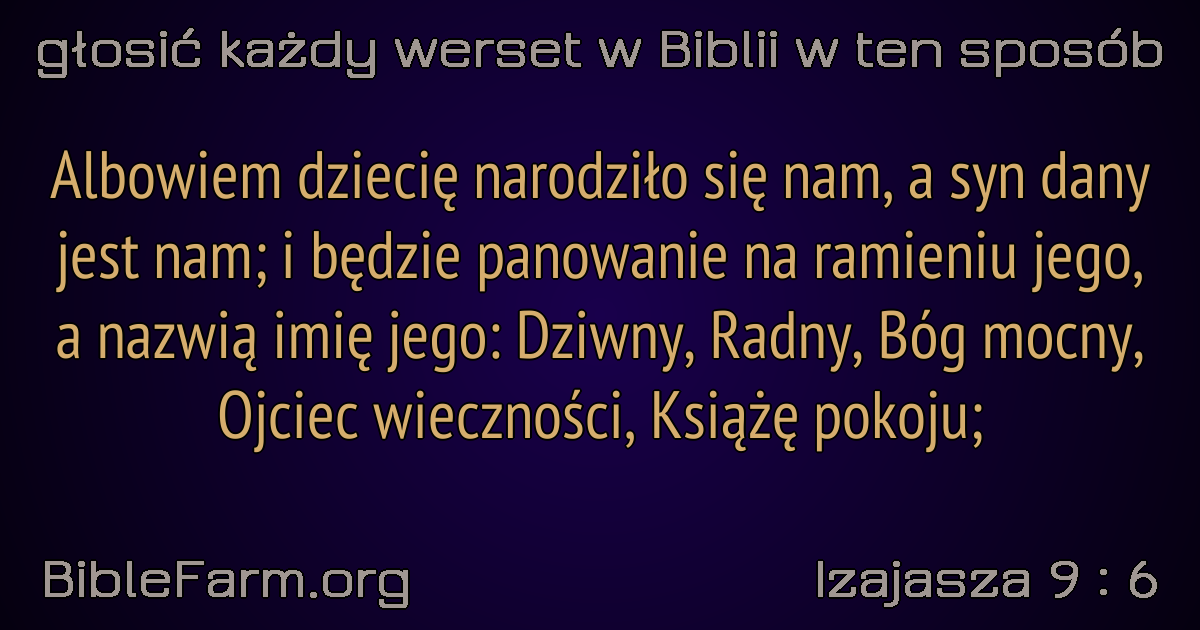 głosić każdy werset w Biblii w ten sposób
Albowiem dziecię narodziło się nam, a syn dany
jest nam; i będzie panowanie na ramieniu jego,
a nazwią imię jego: Dziwny, Radny, Bóg mocny,
Ojciec wieczności, Książę pokoju;
BibleFarm.org
Izajasza 9 : 6